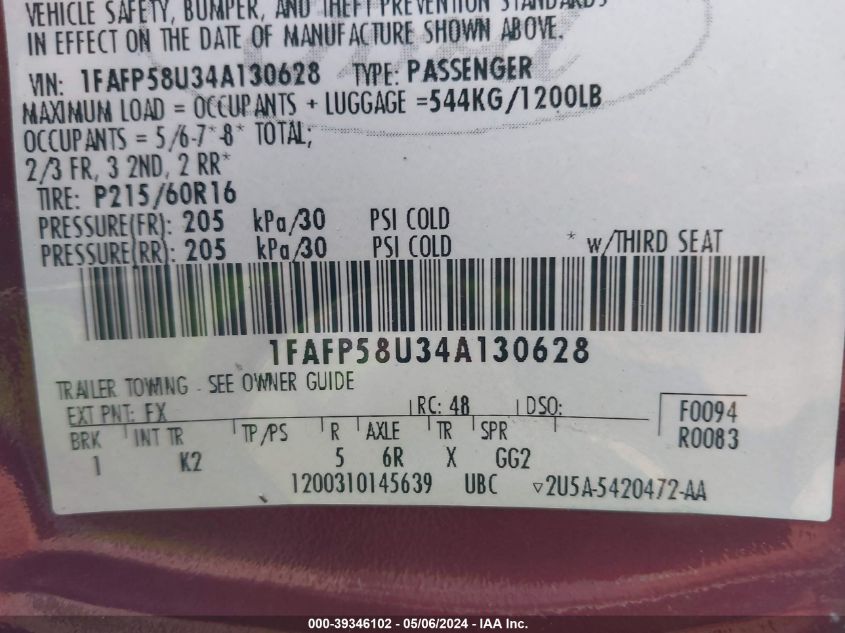 VEHICLE SAFETY, BUMPER, AND THEFT PREVENTION STANDARDS
IN EFFECT ON THE DATE OF MANUFACTURE SHOWN ABOVE.
VIN: 1FAFP58U34A130628 TYPE: PASSENGER
MAXIMUM LOAD = OCCUPANTS + LUGGAGE =544KG/1200LB
OCCUPANTS = 5/6-7*-8* TOTAL;
2/3 FR, 3 2ND, 2 RR*
TIRE: P215/60R16
PRESSURE(FR): 205 kPa/30 PSI COLD
PRESSURE(RR): 205 kPa/30 PSI COLD * w/THIRD SEAT
1FAFP58U34A130628
TRAILER TOWING - SEE OWNER GUIDE
EXT PNT: FX RC: 48 DSO: F0094
BRK INT TR TP/PS R AXLE TR SPR R0083
1 K2 5 6R X GG2
1200310145639 UBC ▽2U5A-5420472-AA
000-39346102 - 05/06/2024 - IAA Inc.